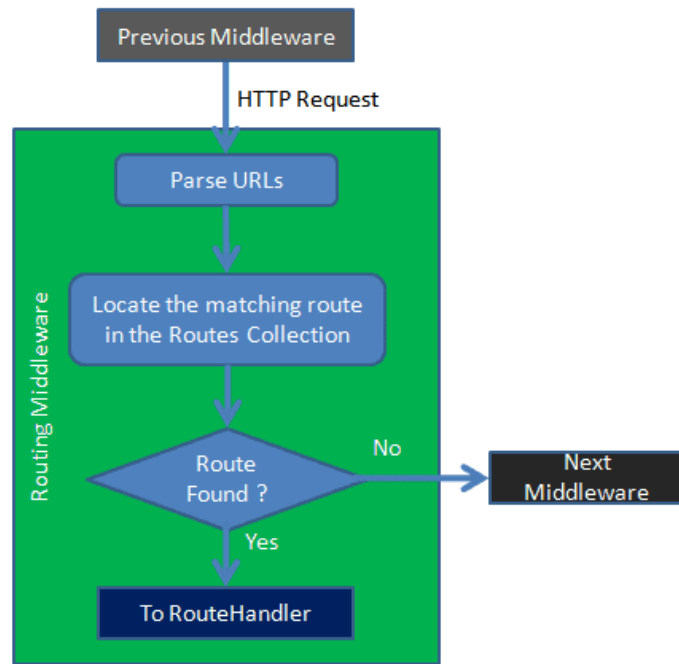 Previous Middleware
HTTP Request
Parse URLs
Locate the matching route
in the Routes Collection
Routing Middleware
Route
Found ?
No
Next
Middleware
Yes
To RouteHandler